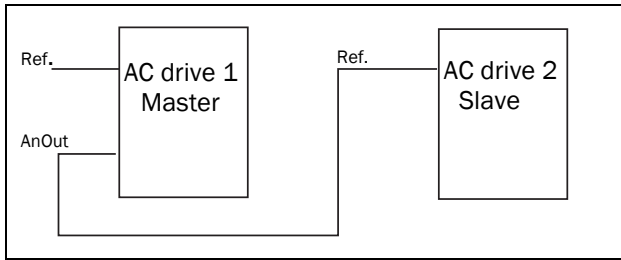 Ref.
AC drive 1
Master
AnOut
Ref.
AC drive 2
Slave